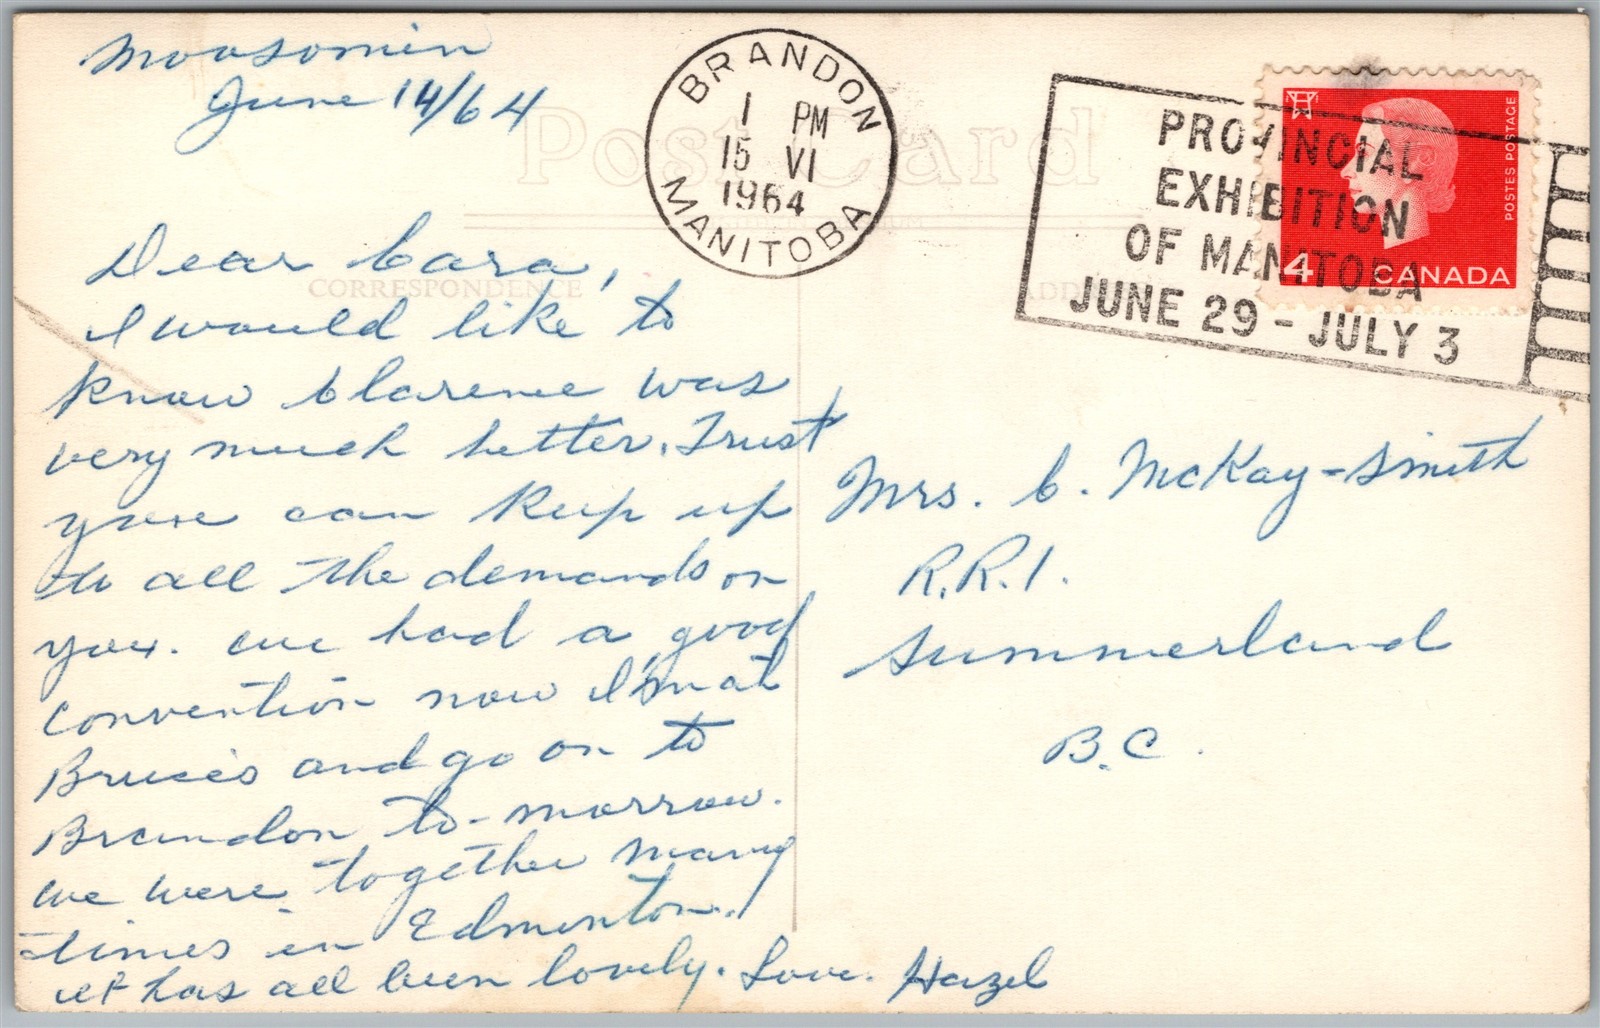 Moosomin
June 14/64
Post Card
CORRESPONDENCE
Dear Cara,
I would like to
know Clarence was
very much better. Trust
you can keep up
to all the demands on
you. We had a good
convention now I'm at
Bruce's and go on to
Brandon to-morrow.
We were together many
times in Edmonton.
It has all been lovely. Love. Hazel
BRANDON
1 PM
15 VI
1964
MANITOBA
PROVINCIAL
EXHIBITION
OF MANITOBA
JUNE 29 - JULY 3
POSTES POSTAGE
4 CANADA
Mrs. C. McKay-Smith
R.R.1.
Summerland
B.C.